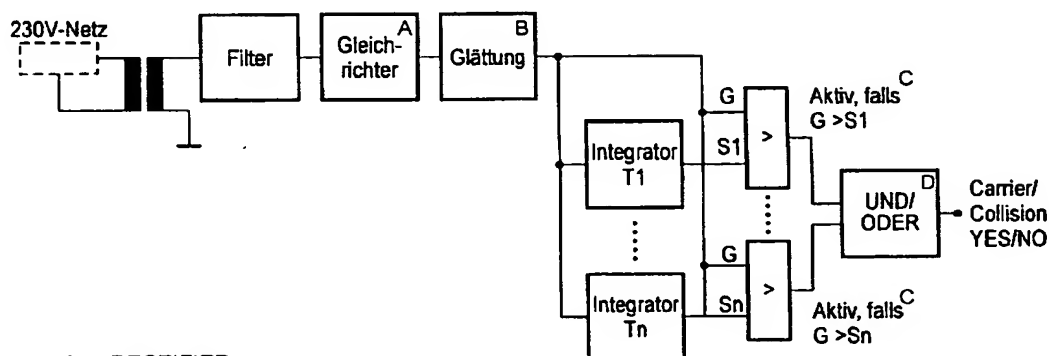 230V-Netz
Filter
A
Gleich-
richter
B
Glättung
G
S1
>
Aktiv, falls C
G >S1
Integrator
T1
G
Sn
>
Aktiv, falls C
G >Sn
Integrator
Tn
D
UND/
ODER
Carrier/
Collision
YES/NO